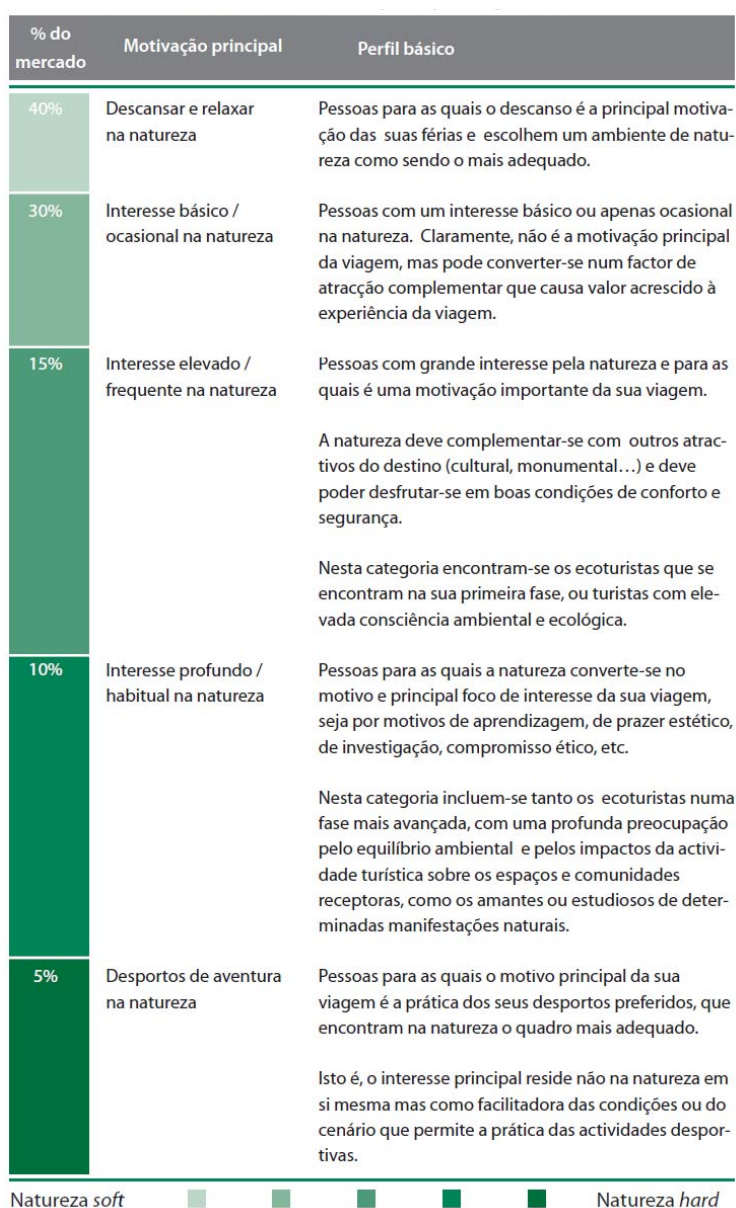 % do mercado Motivação principal Perfil básico
40%
Descansar e relaxar
na natureza
Pessoas para as quais o descanso é a principal motiva-
ção das suas férias e escolhem um ambiente de natu-
reza como sendo o mais adequado.
30%
Interesse básico /
ocasional na natureza
Pessoas com um interesse básico ou apenas ocasional
na natureza. Claramente, não é a motivação principal
da viagem, mas pode converter-se num factor de
atracção complementar que causa valor acrescido à
experiência da viagem.
15%
Interesse elevado /
frequente na natureza
Pessoas com grande interesse pela natureza e para as
quais é uma motivação importante da sua viagem.
A natureza deve complementar-se com outros atrac-
tivos do destino (cultural, monumental…) e deve
poder desfrutar-se em boas condições de conforto e
segurança.
Nesta categoria encontram-se os ecoturistas que se
encontram na sua primeira fase, ou turistas com ele-
vada consciência ambiental e ecológica.
10%
Interesse profundo /
habitual na natureza
Pessoas para as quais a natureza converte-se no
motivo e principal foco de interesse da sua viagem,
seja por motivos de aprendizagem, de prazer estético,
de investigação, compromisso ético, etc.
Nesta categoria incluem-se tanto os ecoturistas numa
fase mais avançada, com uma profunda preocupação
pelo equilíbrio ambiental e pelos impactos da activi-
dade turística sobre os espaços e comunidades
receptoras, como os amantes ou estudiosos de deter-
minadas manifestações naturais.
5%
Desportos de aventura
na natureza
Pessoas para as quais o motivo principal da sua
viagem é a prática dos seus desportos preferidos, que
encontram na natureza o quadro mais adequado.
Isto é, o interesse principal reside não na natureza em
si mesma mas como facilitadora das condições ou do
cenário que permite a prática das actividades despor-
tivas.
Natureza soft Natureza hard